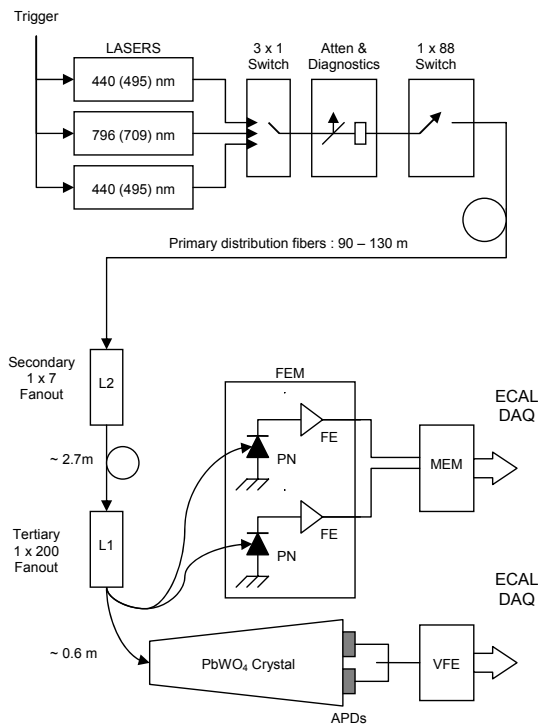 Trigger
LASERS
3 x 1
Switch
Atten &
Diagnostics
1 x 88
Switch
440 (495) nm
796 (709) nm
440 (495) nm
Primary distribution fibers : 90 – 130 m
Secondary
1 x 7
Fanout
L2
~ 2.7m
Tertiary
1 x 200
Fanout
L1
~ 0.6 m
FEM
FE
PN
FE
PN
MEM
ECAL
DAQ
ECAL
DAQ
PbWO₄ Crystal
APDs
VFE